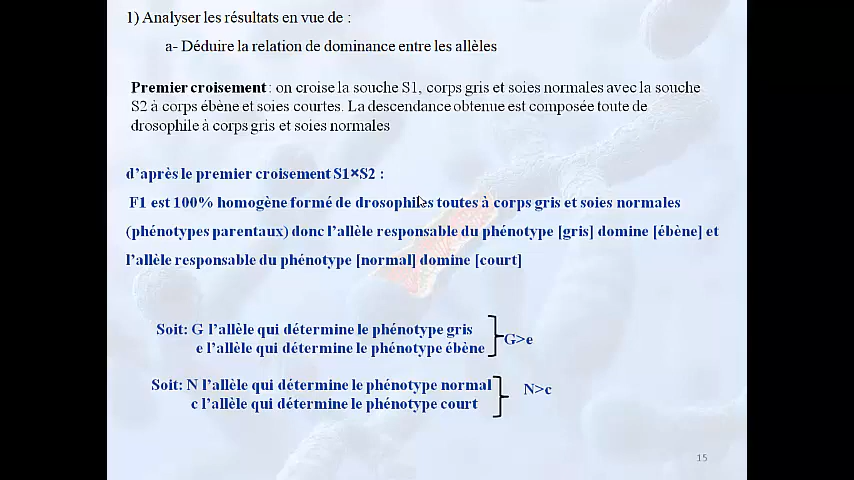 1) Analyser les résultats en vue de :
a- Déduire la relation de dominance entre les allèles
Premier croisement : on croise la souche S1, corps gris et soies normales avec la souche
S2 à corps ébène et soies courtes. La descendance obtenue est composée toute de
drosophile à corps gris et soies normales
d’après le premier croisement S1×S2 :
F1 est 100% homogène formé de drosophiles toutes à corps gris et soies normales
(phénotypes parentaux) donc l’allèle responsable du phénotype [gris] domine [ébène] et
l’allèle responsable du phénotype [normal] domine [court]
Soit: G l’allèle qui détermine le phénotype gris
e l’allèle qui détermine le phénotype ébène
G>e
Soit: N l’allèle qui détermine le phénotype normal
c l’allèle qui détermine le phénotype court
N>c
15